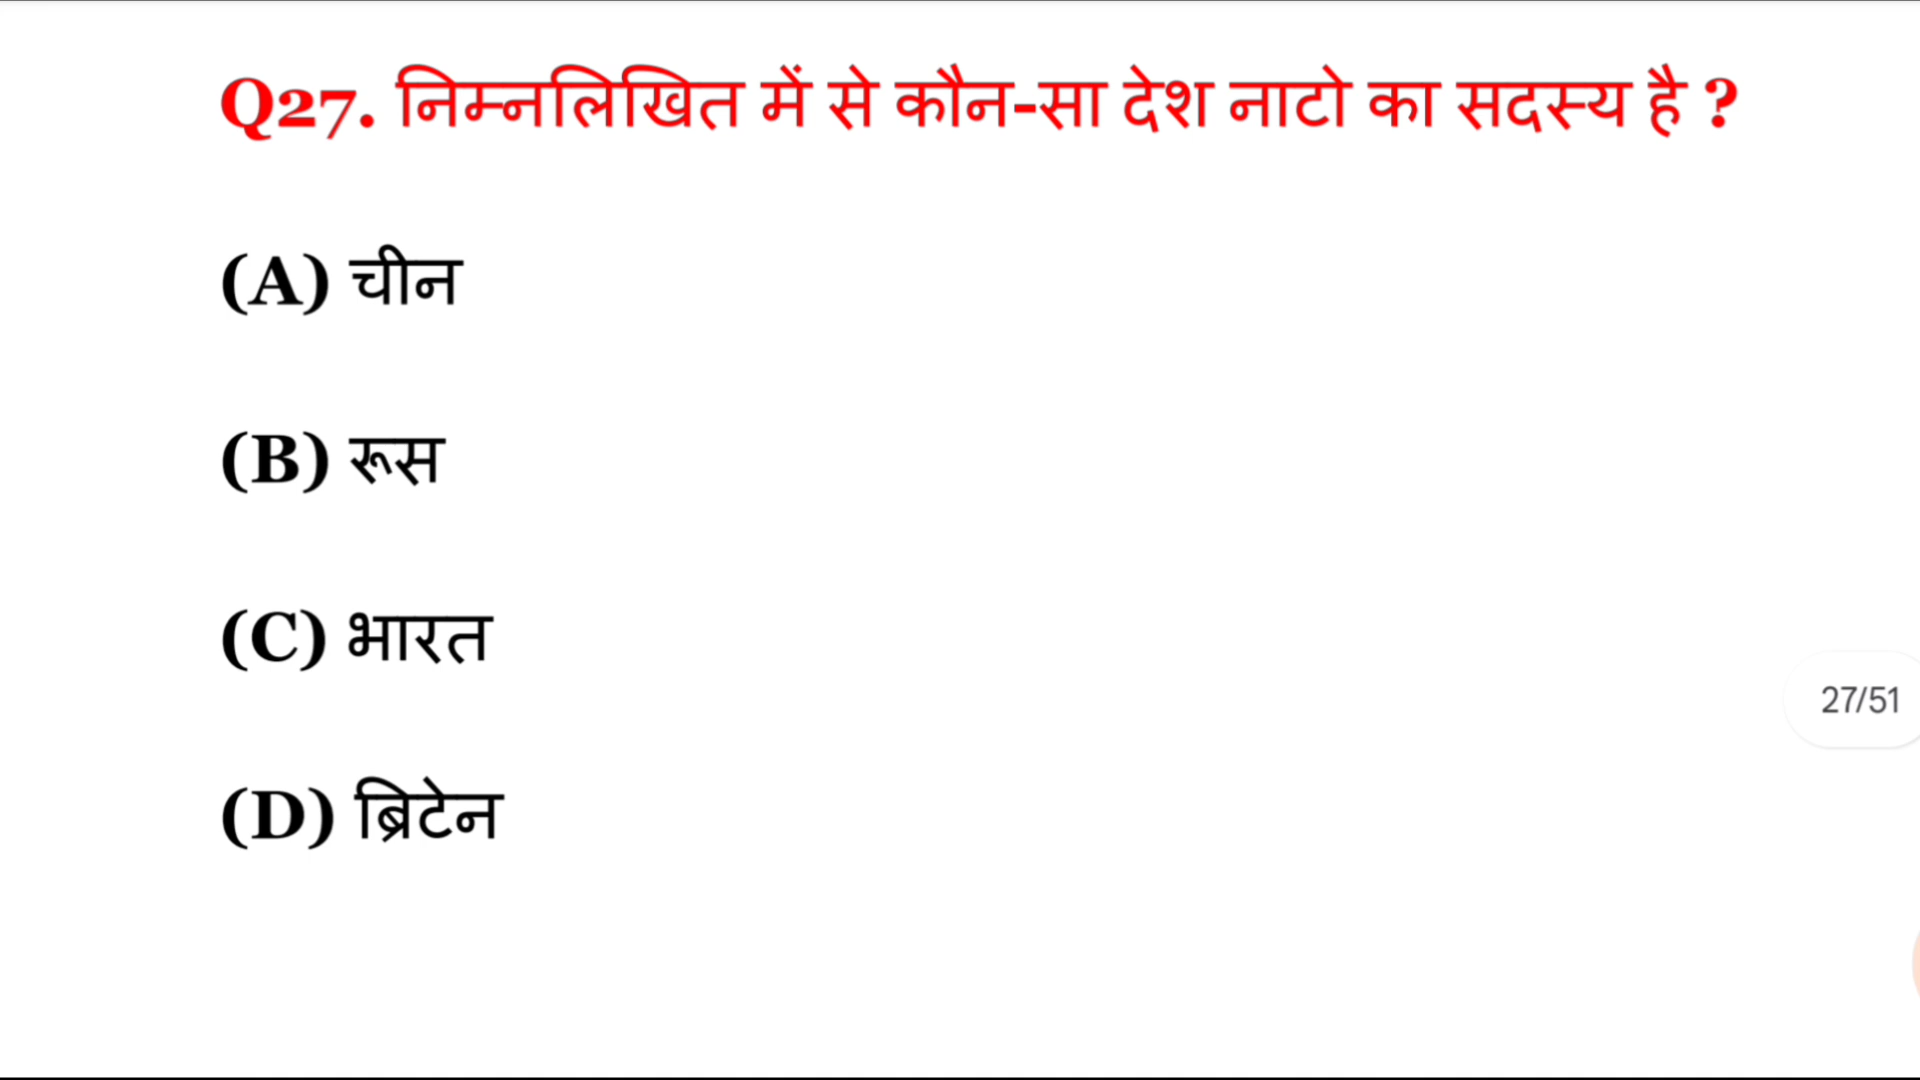 Q27. निम्नलिखित में से कौन-सा देश नाटो का सदस्य है ?
(A) चीन
(B) रूस
(C) भारत
27/51
(D) ब्रिटेन